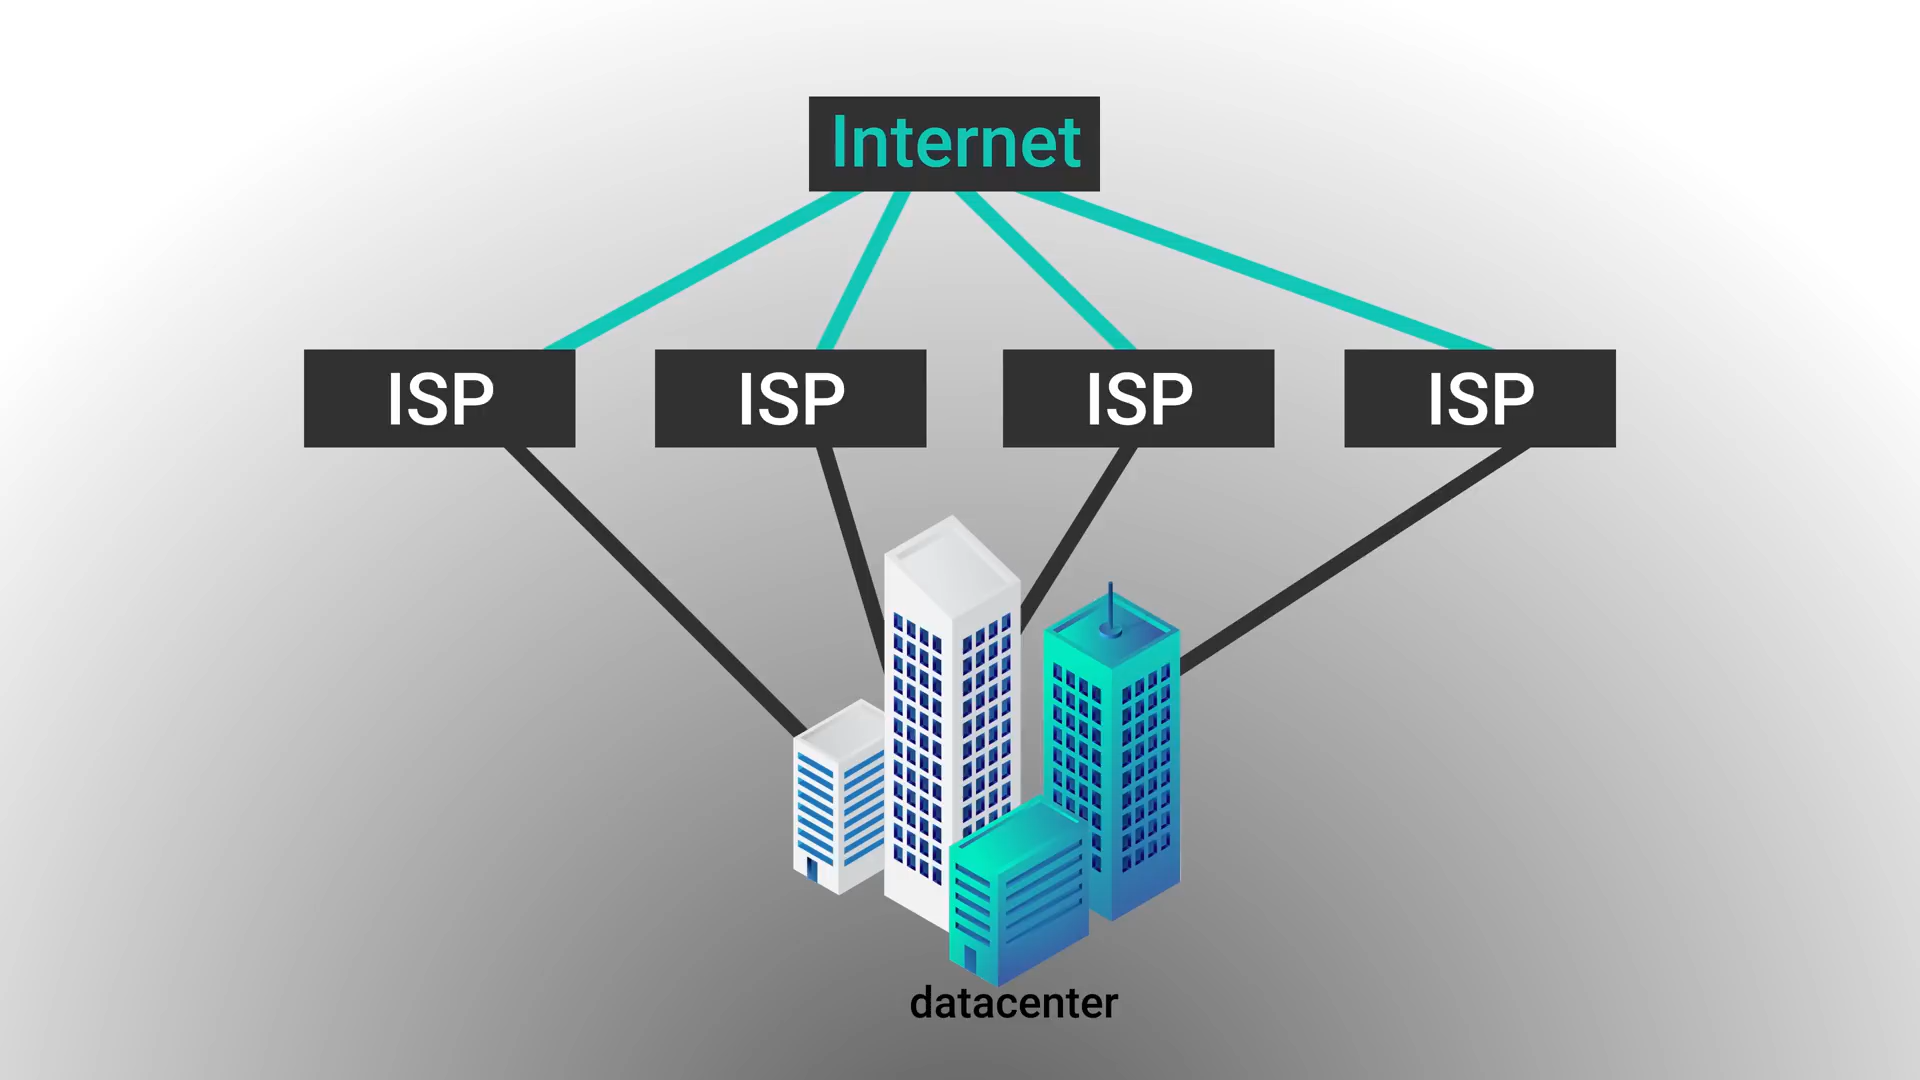 Internet
ISP
ISP
ISP
ISP
datacenter